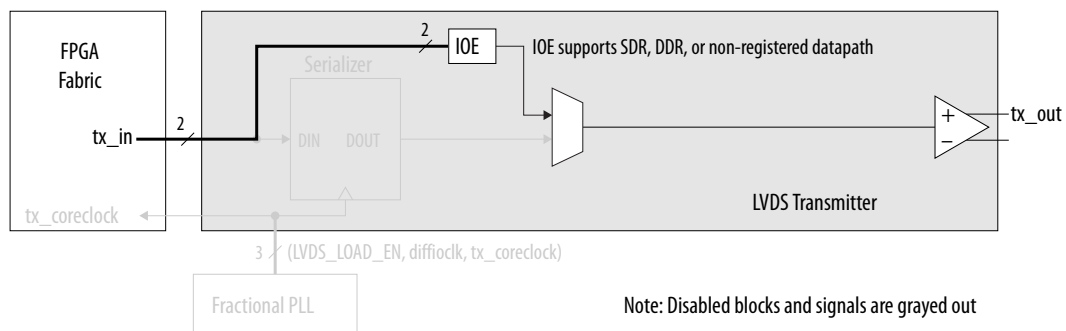 FPGA
Fabric
2
IOE
IOE supports SDR, DDR, or non-registered datapath
Serializer
tx_in
2
DIN
DOUT
+
–
tx_out
tx_coreclock
LVDS Transmitter
3
(LVDS_LOAD_EN, diffioclk, tx_coreclock)
Fractional PLL
Note: Disabled blocks and signals are grayed out